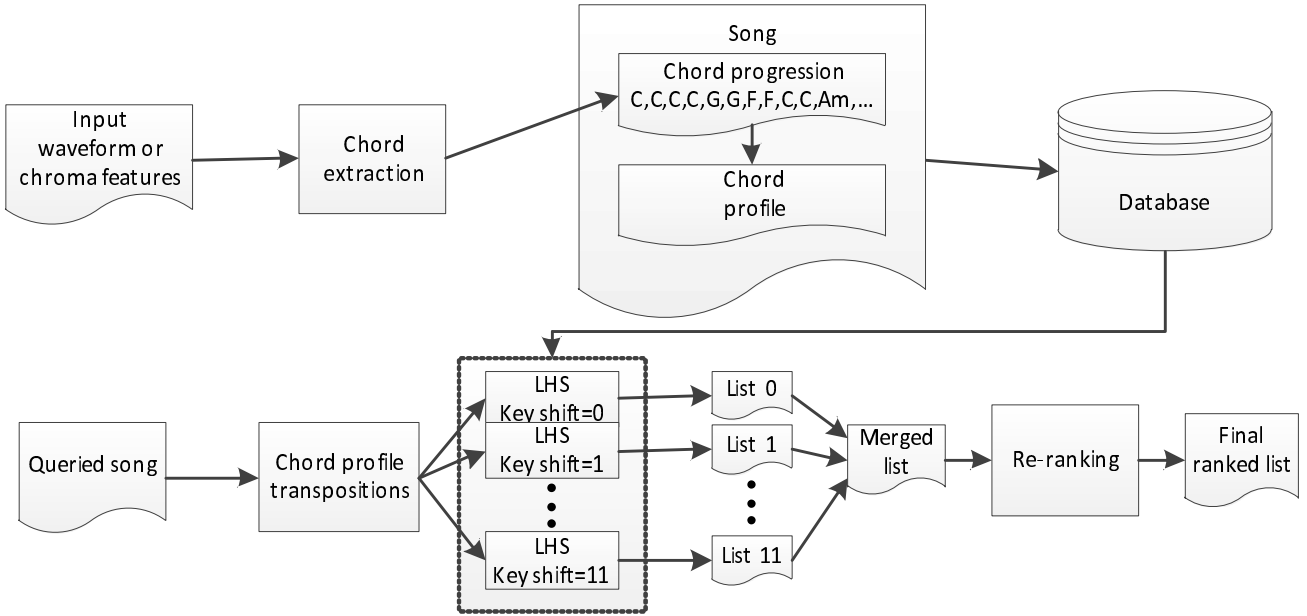 Song
Chord progression
C,C,C,C,G,G,F,F,C,C,Am,...
Input
waveform or
chroma features
Chord
extraction
Chord
profile
Database
LHS
Key shift=0
List 0
LHS
Key shift=1
List 1
Queried song
Chord profile
transpositions
Merged
list
Re-ranking
Final
ranked list
LHS
Key shift=11
List 11